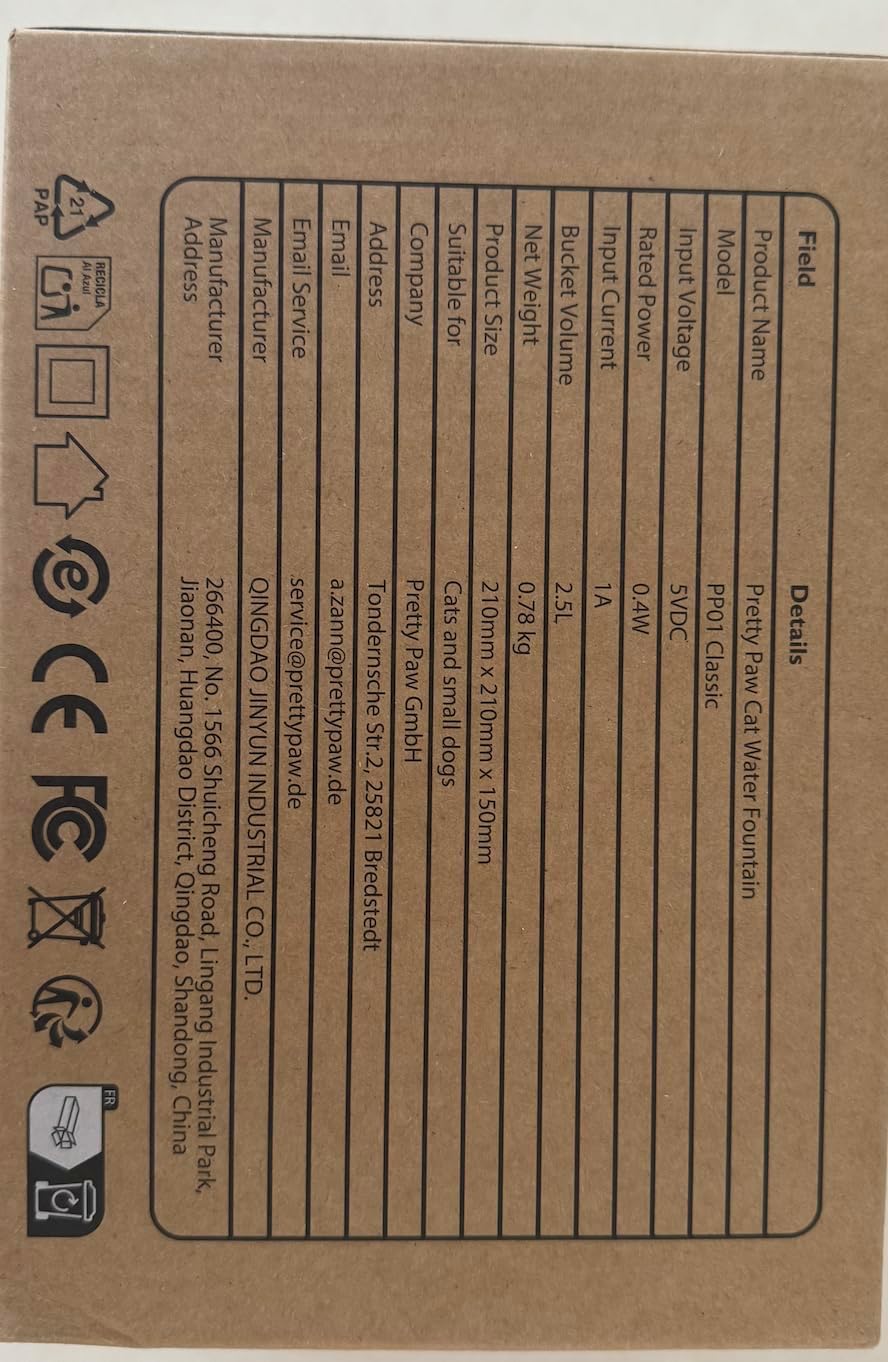 Field Details
Product Name Pretty Paw Cat Water Fountain
Model PP01 Classic
Input Voltage 5VDC
Rated Power 0.4W
Input Current 1A
Bucket Volume 2.5L
Net Weight 0.78 kg
Product Size 210mm x 210mm x 150mm
Suitable for Cats and small dogs
Company Pretty Paw GmbH
Address Tondernsche Str.2, 25821 Bredstedt
Email a.zann@prettypaw.de
Email Service service@prettypaw.de
Manufacturer QINGDAO JINYUN INDUSTRIAL CO., LTD.
Manufacturer 266400, No. 1566 Shuicheng Road, Lingang Industrial Park,
Address Jiaonan, Huangdao District, Qingdao, Shandong, China
21
PAP
RECICLA
Al Azul
e
CE
FC
FR